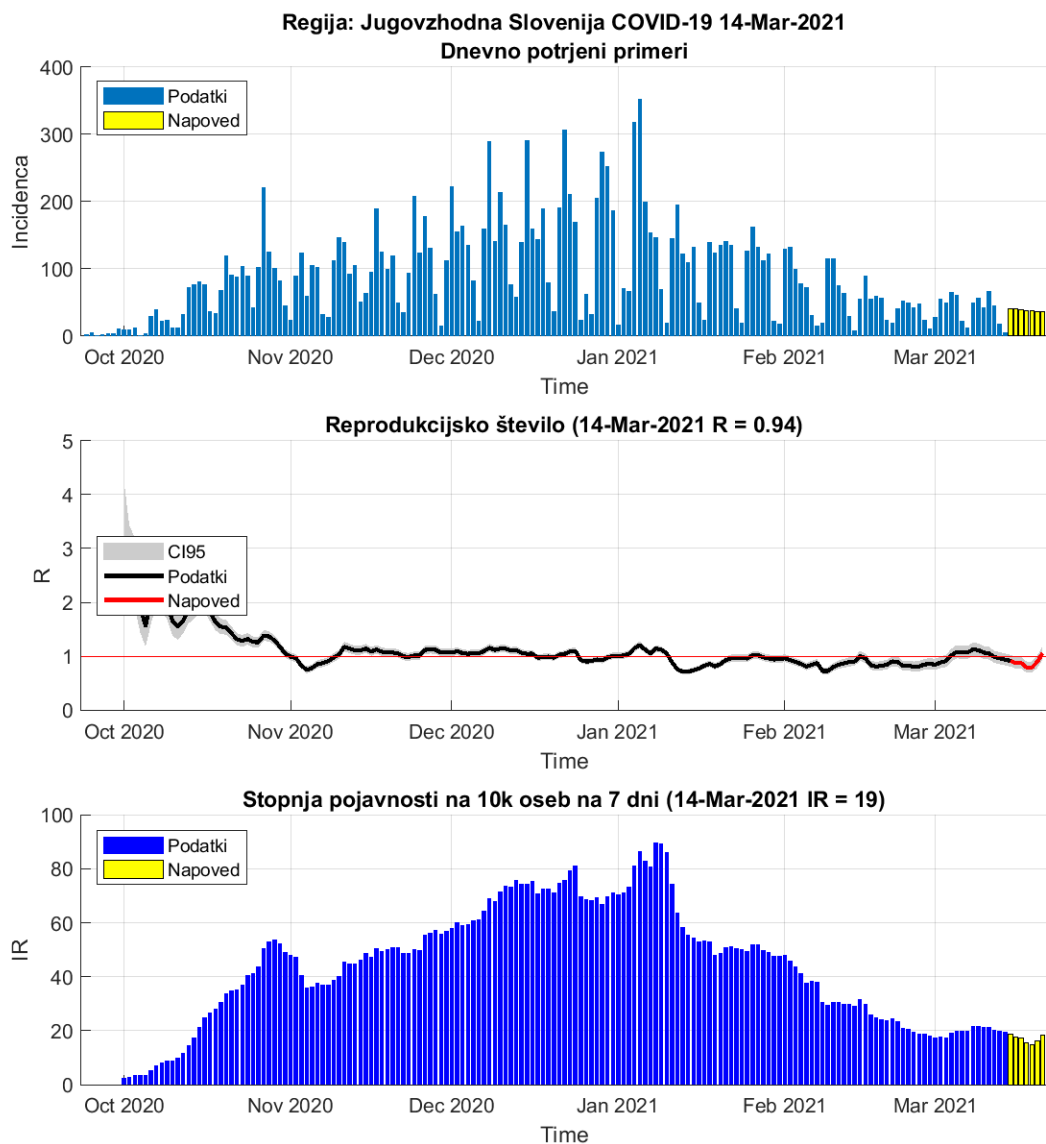 Regija: Jugovzhodna Slovenija COVID-19 14-Mar-2021
Dnevno potrjeni primeri
400
300
200
100
0
Incidenca
Podatki
Napoved
Oct 2020 Nov 2020 Dec 2020 Jan 2021 Feb 2021 Mar 2021
Time
Reprodukcijsko število (14-Mar-2021 R = 0.94)
5
4
3
2
1
0
R
CI95
Podatki
Napoved
Oct 2020 Nov 2020 Dec 2020 Jan 2021 Feb 2021 Mar 2021
Time
Stopnja pojavnosti na 10k oseb na 7 dni (14-Mar-2021 IR = 19)
100
80
60
40
20
0
IR
Podatki
Napoved
Oct 2020 Nov 2020 Dec 2020 Jan 2021 Feb 2021 Mar 2021
Time